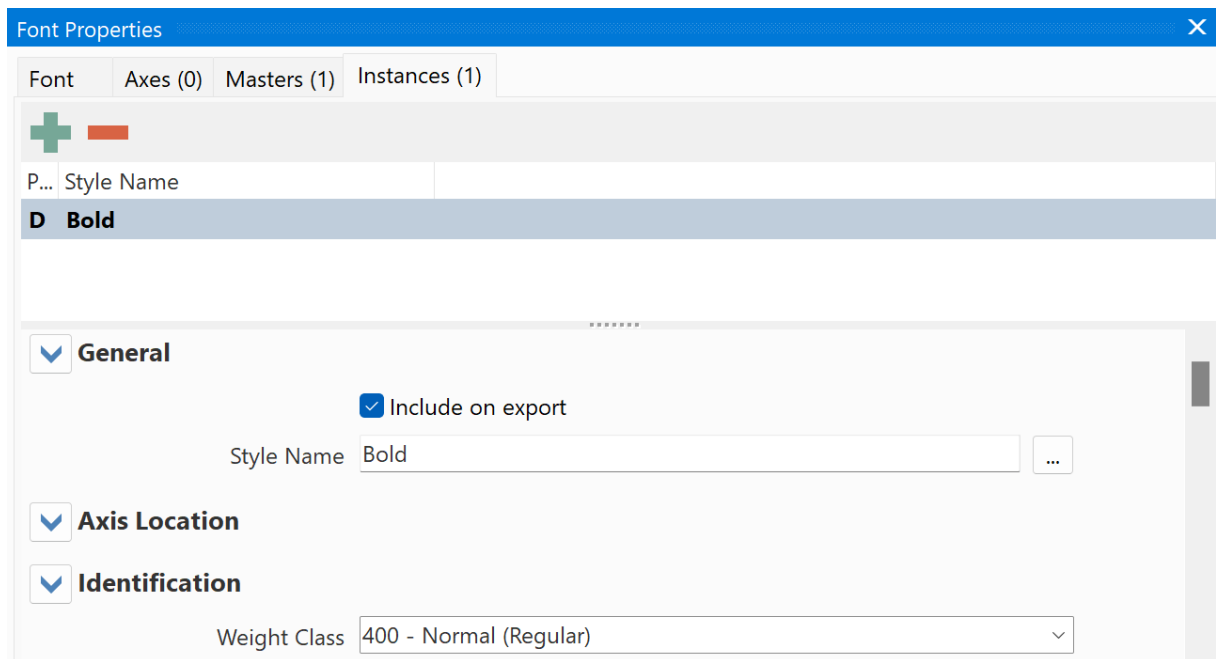 Font Properties
Font Axes (0) Masters (1) Instances (1)
P... Style Name
D Bold
General
Include on export
Style Name Bold ...
Axis Location
Identification
Weight Class 400 - Normal (Regular)